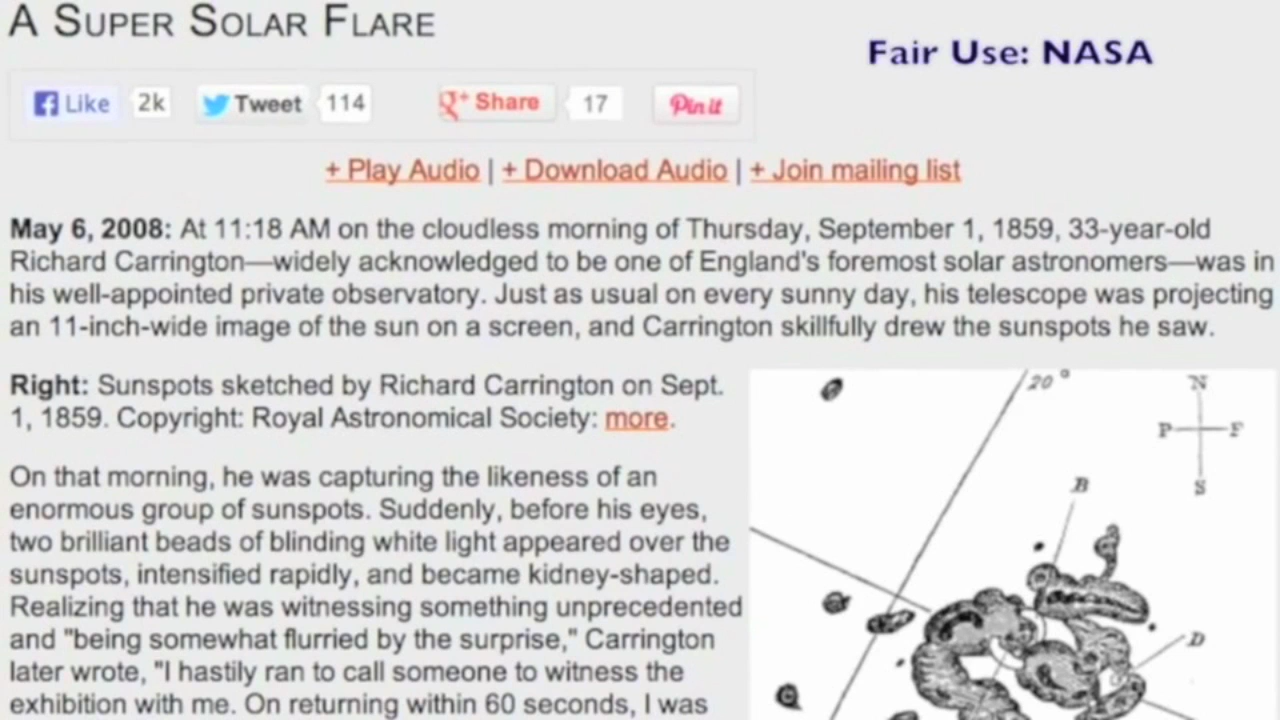 A Super Solar Flare
Fair Use: NASA
Like 2k Tweet 114 g+ Share 17 Pin it
+ Play Audio | + Download Audio | + Join mailing list
May 6, 2008: At 11:18 AM on the cloudless morning of Thursday, September 1, 1859, 33-year-old
Richard Carrington—widely acknowledged to be one of England's foremost solar astronomers—was in
his well-appointed private observatory. Just as usual on every sunny day, his telescope was projecting
an 11-inch-wide image of the sun on a screen, and Carrington skillfully drew the sunspots he saw.
Right: Sunspots sketched by Richard Carrington on Sept.
1, 1859. Copyright: Royal Astronomical Society: more.
On that morning, he was capturing the likeness of an
enormous group of sunspots. Suddenly, before his eyes,
two brilliant beads of blinding white light appeared over the
sunspots, intensified rapidly, and became kidney-shaped.
Realizing that he was witnessing something unprecedented
and "being somewhat flurried by the surprise," Carrington
later wrote, "I hastily ran to call someone to witness the
exhibition with me. On returning within 60 seconds, I was
20°
N
P F
S
B
D